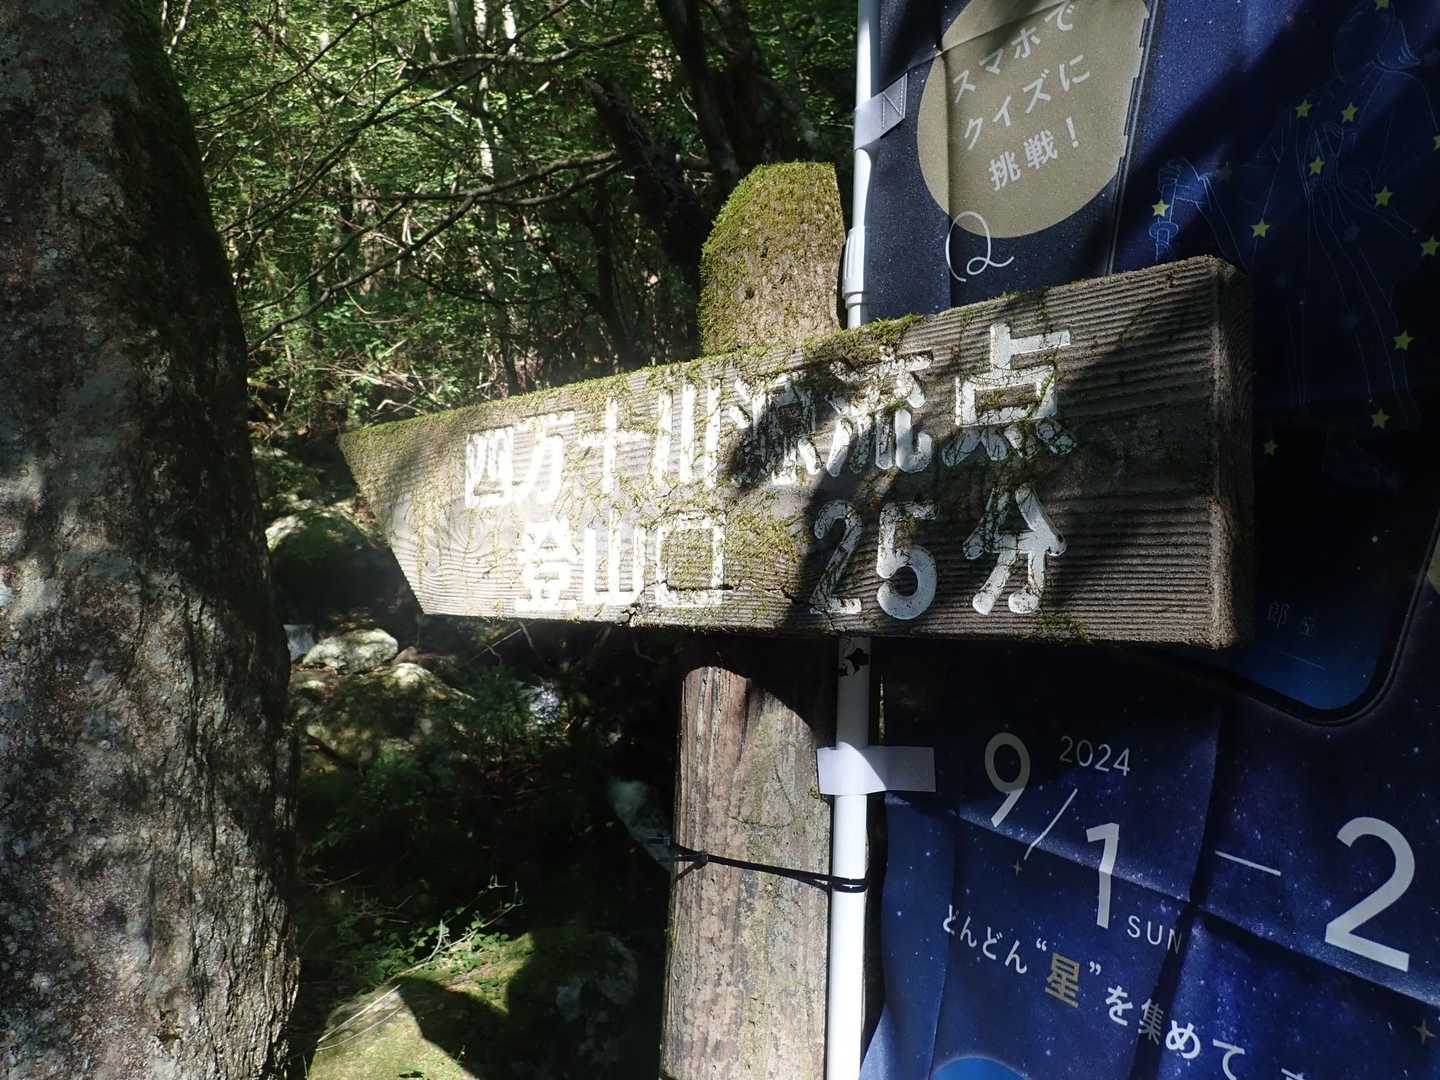 スマホで
クイズに
挑戦！
Q
四万十川源流点
登山口 25分
2024
9/1 SUN — 2
どんどん“星”を集めて